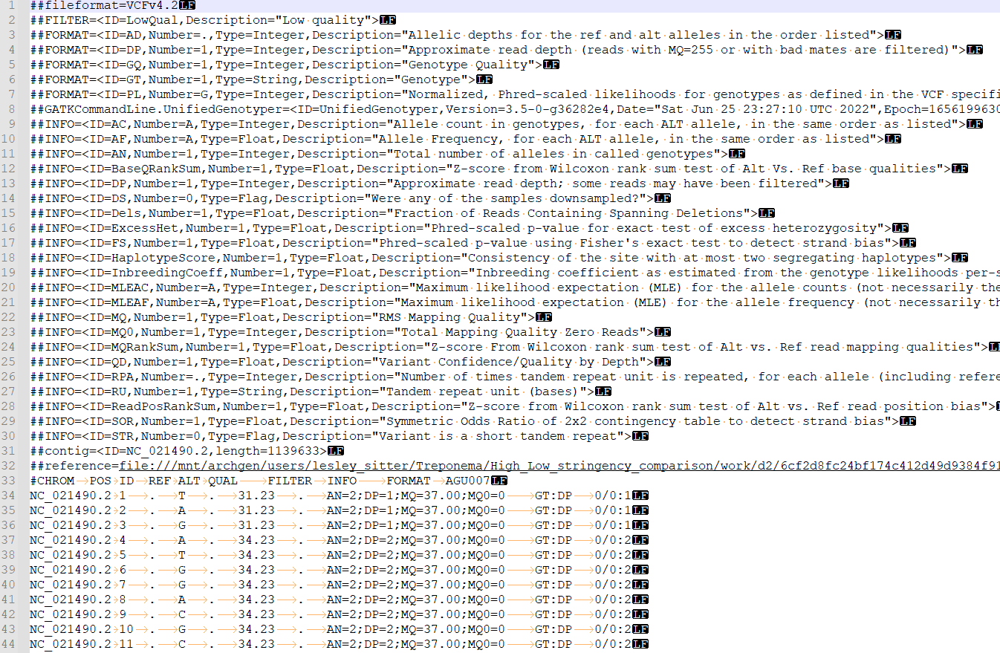 1 ##fileformat=VCFv4.2LF
2 ##FILTER=<ID=LowQual,Description="Low quality">LF
3 ##FORMAT=<ID=AD,Number=.,Type=Integer,Description="Allelic depths for the ref and alt alleles in the order listed">LF
4 ##FORMAT=<ID=DP,Number=1,Type=Integer,Description="Approximate read depth (reads with MQ=255 or with bad mates are filtered)">LF
5 ##FORMAT=<ID=GQ,Number=1,Type=Integer,Description="Genotype Quality">LF
6 ##FORMAT=<ID=GT,Number=1,Type=String,Description="Genotype">LF
7 ##FORMAT=<ID=PL,Number=G,Type=Integer,Description="Normalized, Phred-scaled likelihoods for genotypes as defined in the VCF specifi
8 ##GATKCommandLine.UnifiedGenotyper=<ID=UnifiedGenotyper,Version=3.5-0-g36282e4,Date="Sat Jun 25 23:27:10 UTC 2022",Epoch=1656199630
9 ##INFO=<ID=AC,Number=A,Type=Integer,Description="Allele count in genotypes, for each ALT allele, in the same order as listed">LF
10 ##INFO=<ID=AF,Number=A,Type=Float,Description="Allele Frequency, for each ALT allele, in the same order as listed">LF
11 ##INFO=<ID=AN,Number=1,Type=Integer,Description="Total number of alleles in called genotypes">LF
12 ##INFO=<ID=BaseQRankSum,Number=1,Type=Float,Description="Z-score from Wilcoxon rank sum test of Alt Vs. Ref base qualities">LF
13 ##INFO=<ID=DP,Number=1,Type=Integer,Description="Approximate read depth; some reads may have been filtered">LF
14 ##INFO=<ID=DS,Number=0,Type=Flag,Description="Were any of the samples downsampled?">LF
15 ##INFO=<ID=Dels,Number=1,Type=Float,Description="Fraction of Reads Containing Spanning Deletions">LF
16 ##INFO=<ID=ExcessHet,Number=1,Type=Float,Description="Phred-scaled p-value for exact test of excess heterozygosity">LF
17 ##INFO=<ID=FS,Number=1,Type=Float,Description="Phred-scaled p-value using Fisher's exact test to detect strand bias">LF
18 ##INFO=<ID=HaplotypeScore,Number=1,Type=Float,Description="Consistency of the site with at most two segregating haplotypes">LF
19 ##INFO=<ID=InbreedingCoeff,Number=1,Type=Float,Description="Inbreeding coefficient as estimated from the genotype likelihoods per-s
20 ##INFO=<ID=MLEAC,Number=A,Type=Integer,Description="Maximum likelihood expectation (MLE) for the allele counts (not necessarily the
21 ##INFO=<ID=MLEAF,Number=A,Type=Float,Description="Maximum likelihood expectation (MLE) for the allele frequency (not necessarily th
22 ##INFO=<ID=MQ,Number=1,Type=Float,Description="RMS Mapping Quality">LF
23 ##INFO=<ID=MQ0,Number=1,Type=Integer,Description="Total Mapping Quality Zero Reads">LF
24 ##INFO=<ID=MQRankSum,Number=1,Type=Float,Description="Z-score From Wilcoxon rank sum test of Alt vs. Ref read mapping qualities">
25 ##INFO=<ID=QD,Number=1,Type=Float,Description="Variant Confidence/Quality by Depth">LF
26 ##INFO=<ID=RPA,Number=.,Type=Integer,Description="Number of times tandem repeat unit is repeated, for each allele (including refere
27 ##INFO=<ID=RU,Number=1,Type=String,Description="Tandem repeat unit (bases)">LF
28 ##INFO=<ID=ReadPosRankSum,Number=1,Type=Float,Description="Z-score from Wilcoxon rank sum test of Alt vs. Ref read position bias">
29 ##INFO=<ID=SOR,Number=1,Type=Float,Description="Symmetric Odds Ratio of 2x2 contingency table to detect strand bias">LF
30 ##INFO=<ID=STR,Number=0,Type=Flag,Description="Variant is a short tandem repeat">LF
31 ##contig=<ID=NC_021490.2,length=1139633>LF
32 ##reference=file:///mnt/archgen/users/lesley_sitter/Treponema/High_Low_stringency_comparison/work/d2/6cf2d8fc24bf174c412d49d9384f91
33 #CHROM POS ID REF ALT QUAL FILTER INFO FORMAT AGU007LF
34 NC_021490.2 1 . T . 31.23 . AN=2;DP=1;MQ=37.00;MQ0=0 GT:DP 0/0:1LF
35 NC_021490.2 2 . A . 31.23 . AN=2;DP=1;MQ=37.00;MQ0=0 GT:DP 0/0:1LF
36 NC_021490.2 3 . G . 31.23 . AN=2;DP=1;MQ=37.00;MQ0=0 GT:DP 0/0:1LF
37 NC_021490.2 4 . A . 34.23 . AN=2;DP=2;MQ=37.00;MQ0=0 GT:DP 0/0:2LF
38 NC_021490.2 5 . T . 34.23 . AN=2;DP=2;MQ=37.00;MQ0=0 GT:DP 0/0:2LF
39 NC_021490.2 6 . G . 34.23 . AN=2;DP=2;MQ=37.00;MQ0=0 GT:DP 0/0:2LF
40 NC_021490.2 7 . G . 34.23 . AN=2;DP=2;MQ=37.00;MQ0=0 GT:DP 0/0:2LF
41 NC_021490.2 8 . A . 34.23 . AN=2;DP=2;MQ=37.00;MQ0=0 GT:DP 0/0:2LF
42 NC_021490.2 9 . C . 34.23 . AN=2;DP=2;MQ=37.00;MQ0=0 GT:DP 0/0:2LF
43 NC_021490.2 10 . G . 34.23 . AN=2;DP=2;MQ=37.00;MQ0=0 GT:DP 0/0:2LF
44 NC_021490.2 11 . C . 34.23 . AN=2;DP=2;MQ=37.00;MQ0=0 GT:DP 0/0:2LF